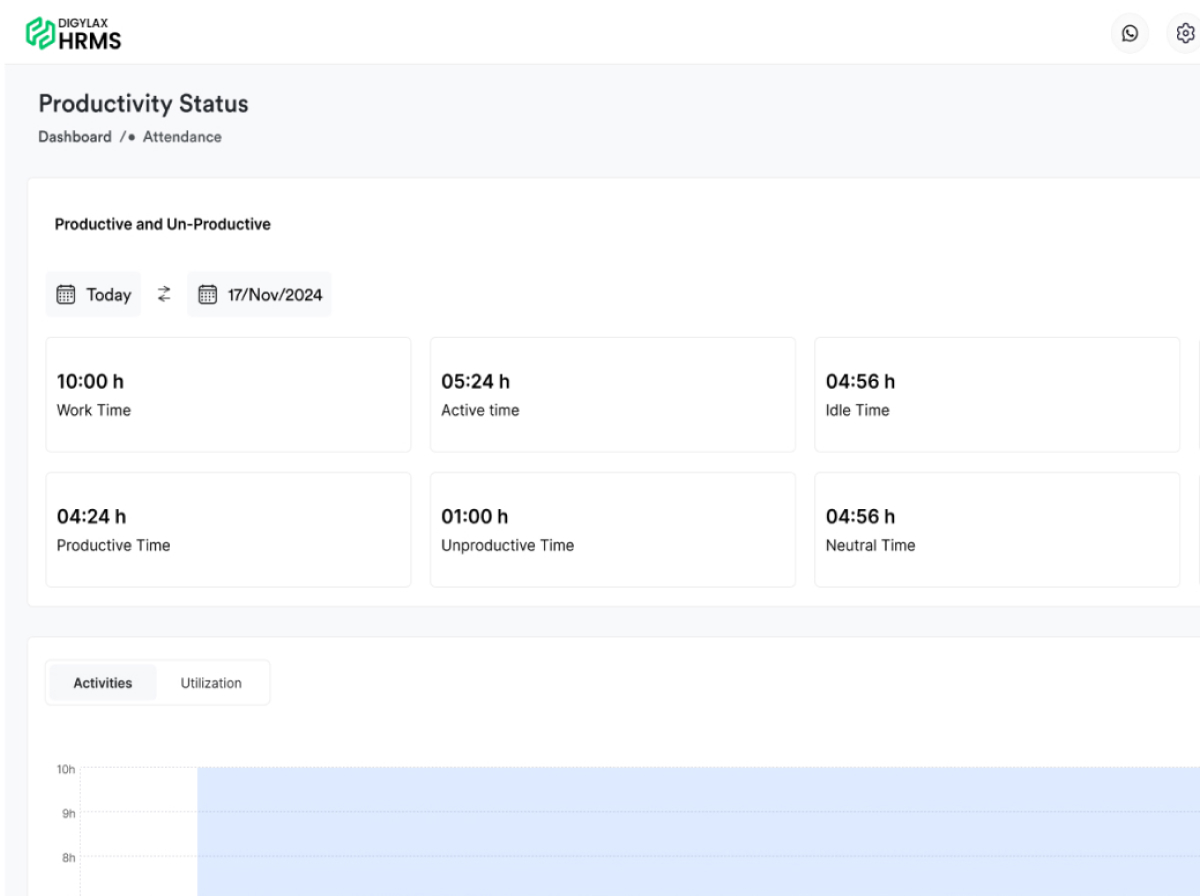 DIGYLAX
HRMS
Productivity Status
Dashboard /• Attendance
Productive and Un-Productive
Today
17/Nov/2024
10:00 h
Work Time
05:24 h
Active time
04:56 h
Idle Time
04:24 h
Productive Time
01:00 h
Unproductive Time
04:56 h
Neutral Time
Activities
Utilization
10h
9h
8h